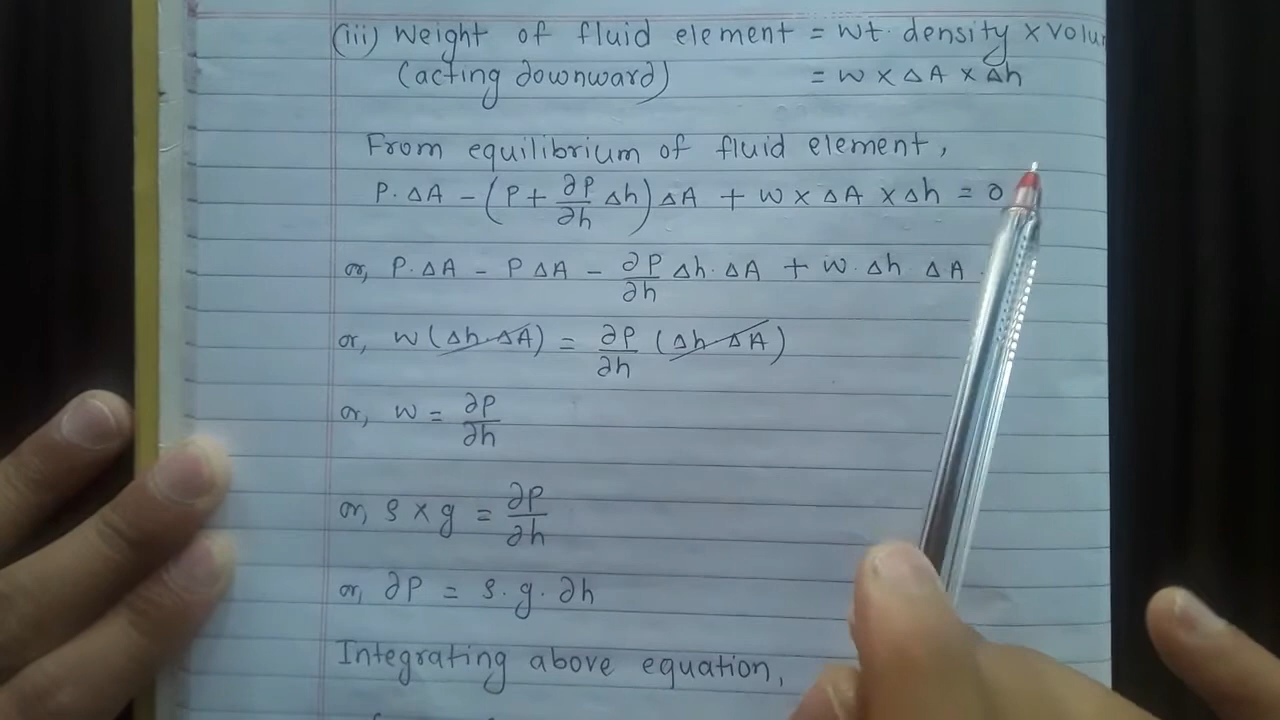 (iii) Weight of fluid element = Wt. density x
(acting downward) = w x ΔA x Δh
From equilibrium of fluid element,
P.ΔA - (P + ∂P/∂h Δh) ΔA + w x ΔA x Δh = 0
or, P.ΔA - P ΔA - ∂P/∂h Δh.ΔA + w.Δh ΔA
or, w (Δh.ΔA) = ∂P/∂h (Δh ΔA)
or, w = ∂P/∂h
or, ρ x g = ∂P/∂h
or, ∂P = ρ.g.∂h
Integrating above equation,